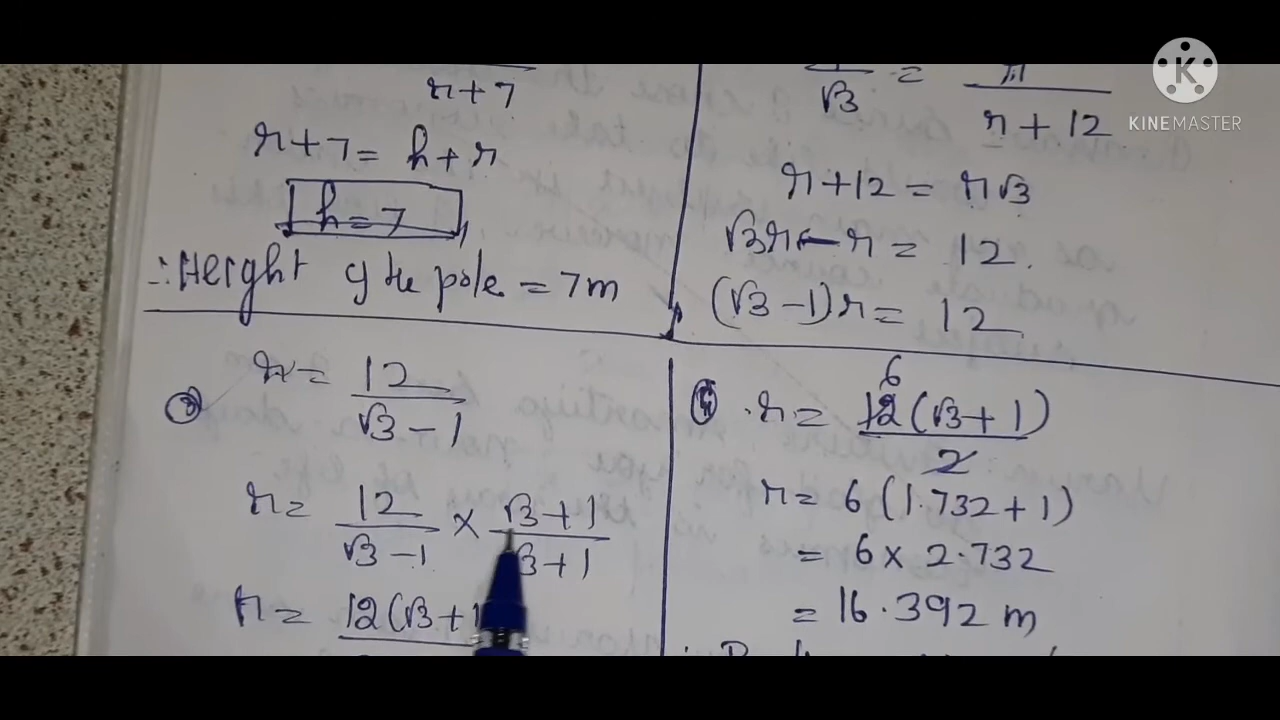 r+7
r+7 = h+r
h=7
∴ Height of the pole = 7m
√3 =
r+12
r+12 = r√3
√3r - r = 12.
(√3-1)r = 12
③
r = 12/(√3-1)
r = 12/(√3-1) × (√3+1)/(√3+1)
r = 12(√3+1
④ r = 12(√3+1)/2
6
r = 6(1.732+1)
= 6×2.732
= 16.392 m
K
KINEMASTER